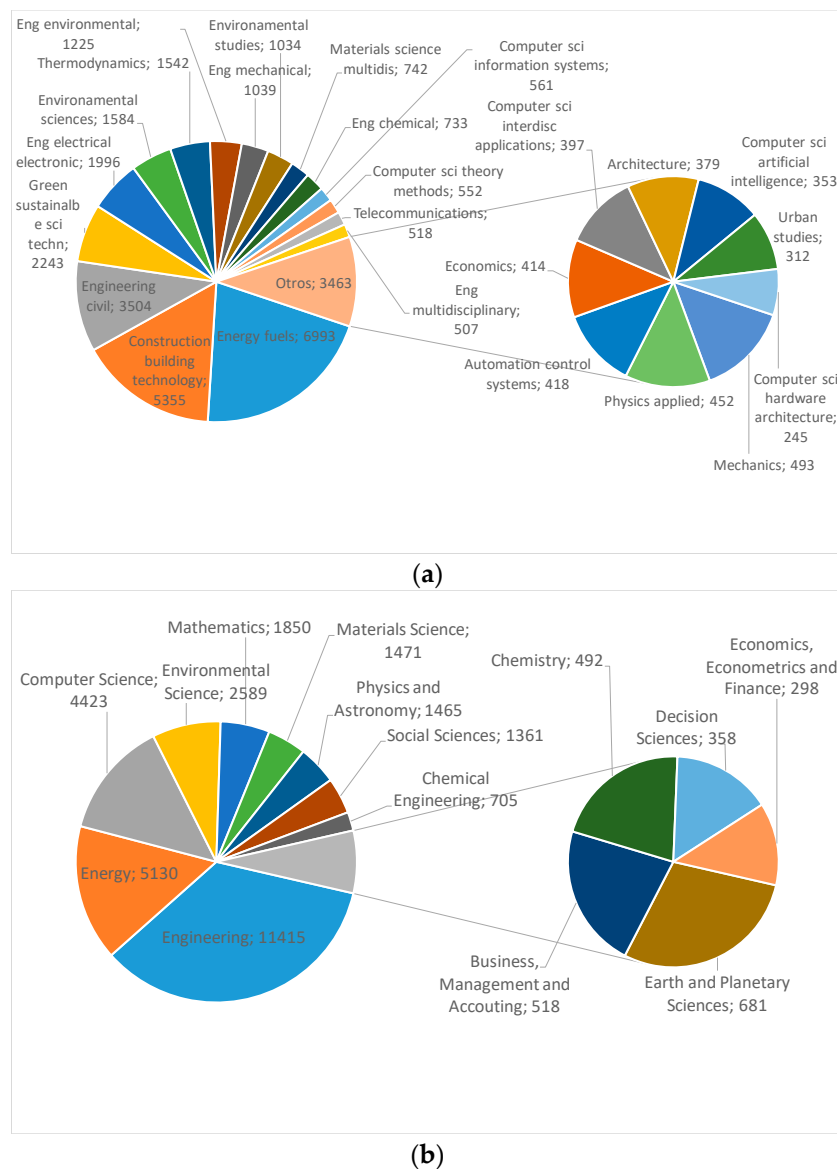 Eng environmental;
1225
Thermodynamics; 1542
Environamental
sciences; 1584
Eng electrical
electronic; 1996
Green
sustainalb
e sci
techn;
2243
Engineering
civil; 3504
Construction
building
technology;
5355
Energy fuels; 6993
Otros; 3463
Environamental
studies; 1034
Eng mechanical;
1039
Materials science
multidis; 742
Eng chemical; 733
Computer sci
information systems;
561
Computer sci theory
methods; 552
Telecommunications;
518
Eng
multidisciplinary;
507
Computer sci
interdisc
applications; 397
Architecture; 379
Computer sci
artificial
intelligence; 353
Urban
studies;
312
Economics; 414
Automation control
systems; 418
Physics applied; 452
Computer sci
hardware
architecture;
245
Mechanics; 493
(a)
Mathematics; 1850
Materials Science;
1471
Computer Science;
4423
Environmental
Science; 2589
Physics and
Astronomy; 1465
Social Sciences; 1361
Chemical
Engineering; 705
Energy; 5130
Engineering; 11415
Chemistry; 492
Economics,
Econometrics and
Finance; 298
Decision
Sciences; 358
Business,
Management and
Accouting; 518
Earth and Planetary
Sciences; 681
(b)